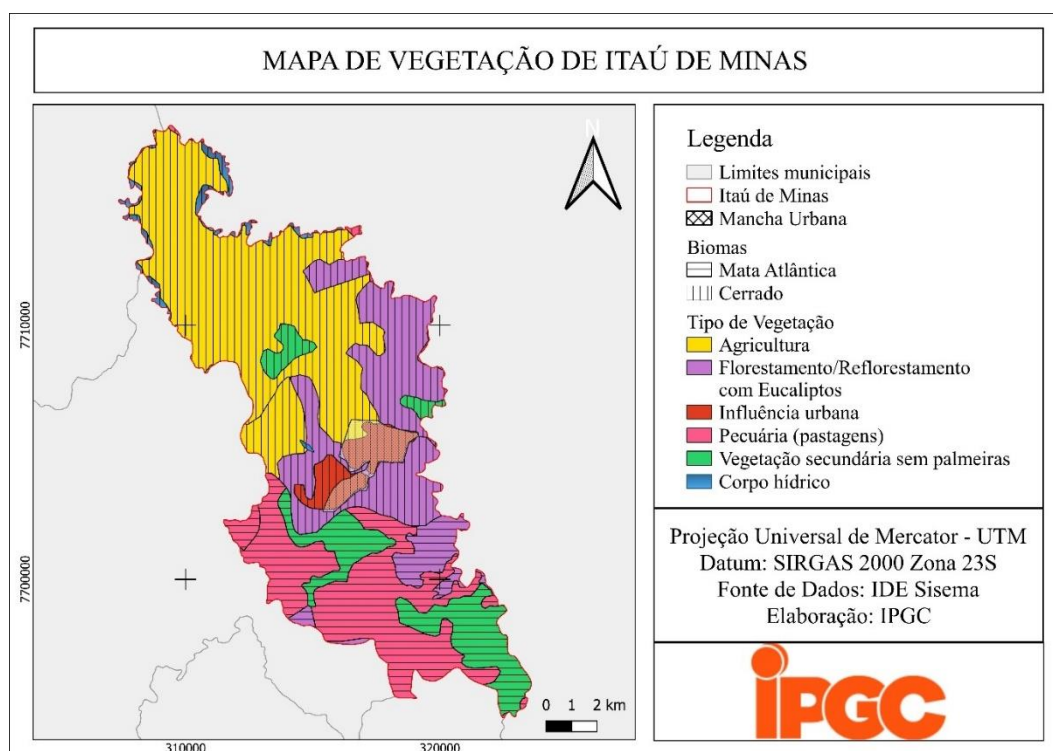 MAPA DE VEGETAÇÃO DE ITAÚ DE MINAS
N
7710000
7700000
310000
320000
0 1 2 km
Legenda
Limites municipais
Itaú de Minas
Mancha Urbana
Biomas
Mata Atlântica
Cerrado
Tipo de Vegetação
Agricultura
Florestamento/Reflorestamento
com Eucaliptos
Influência urbana
Pecuária (pastagens)
Vegetação secundária sem palmeiras
Corpo hídrico
Projeção Universal de Mercator - UTM
Datum: SIRGAS 2000 Zona 23S
Fonte de Dados: IDE Sisema
Elaboração: IPGC
iPGC